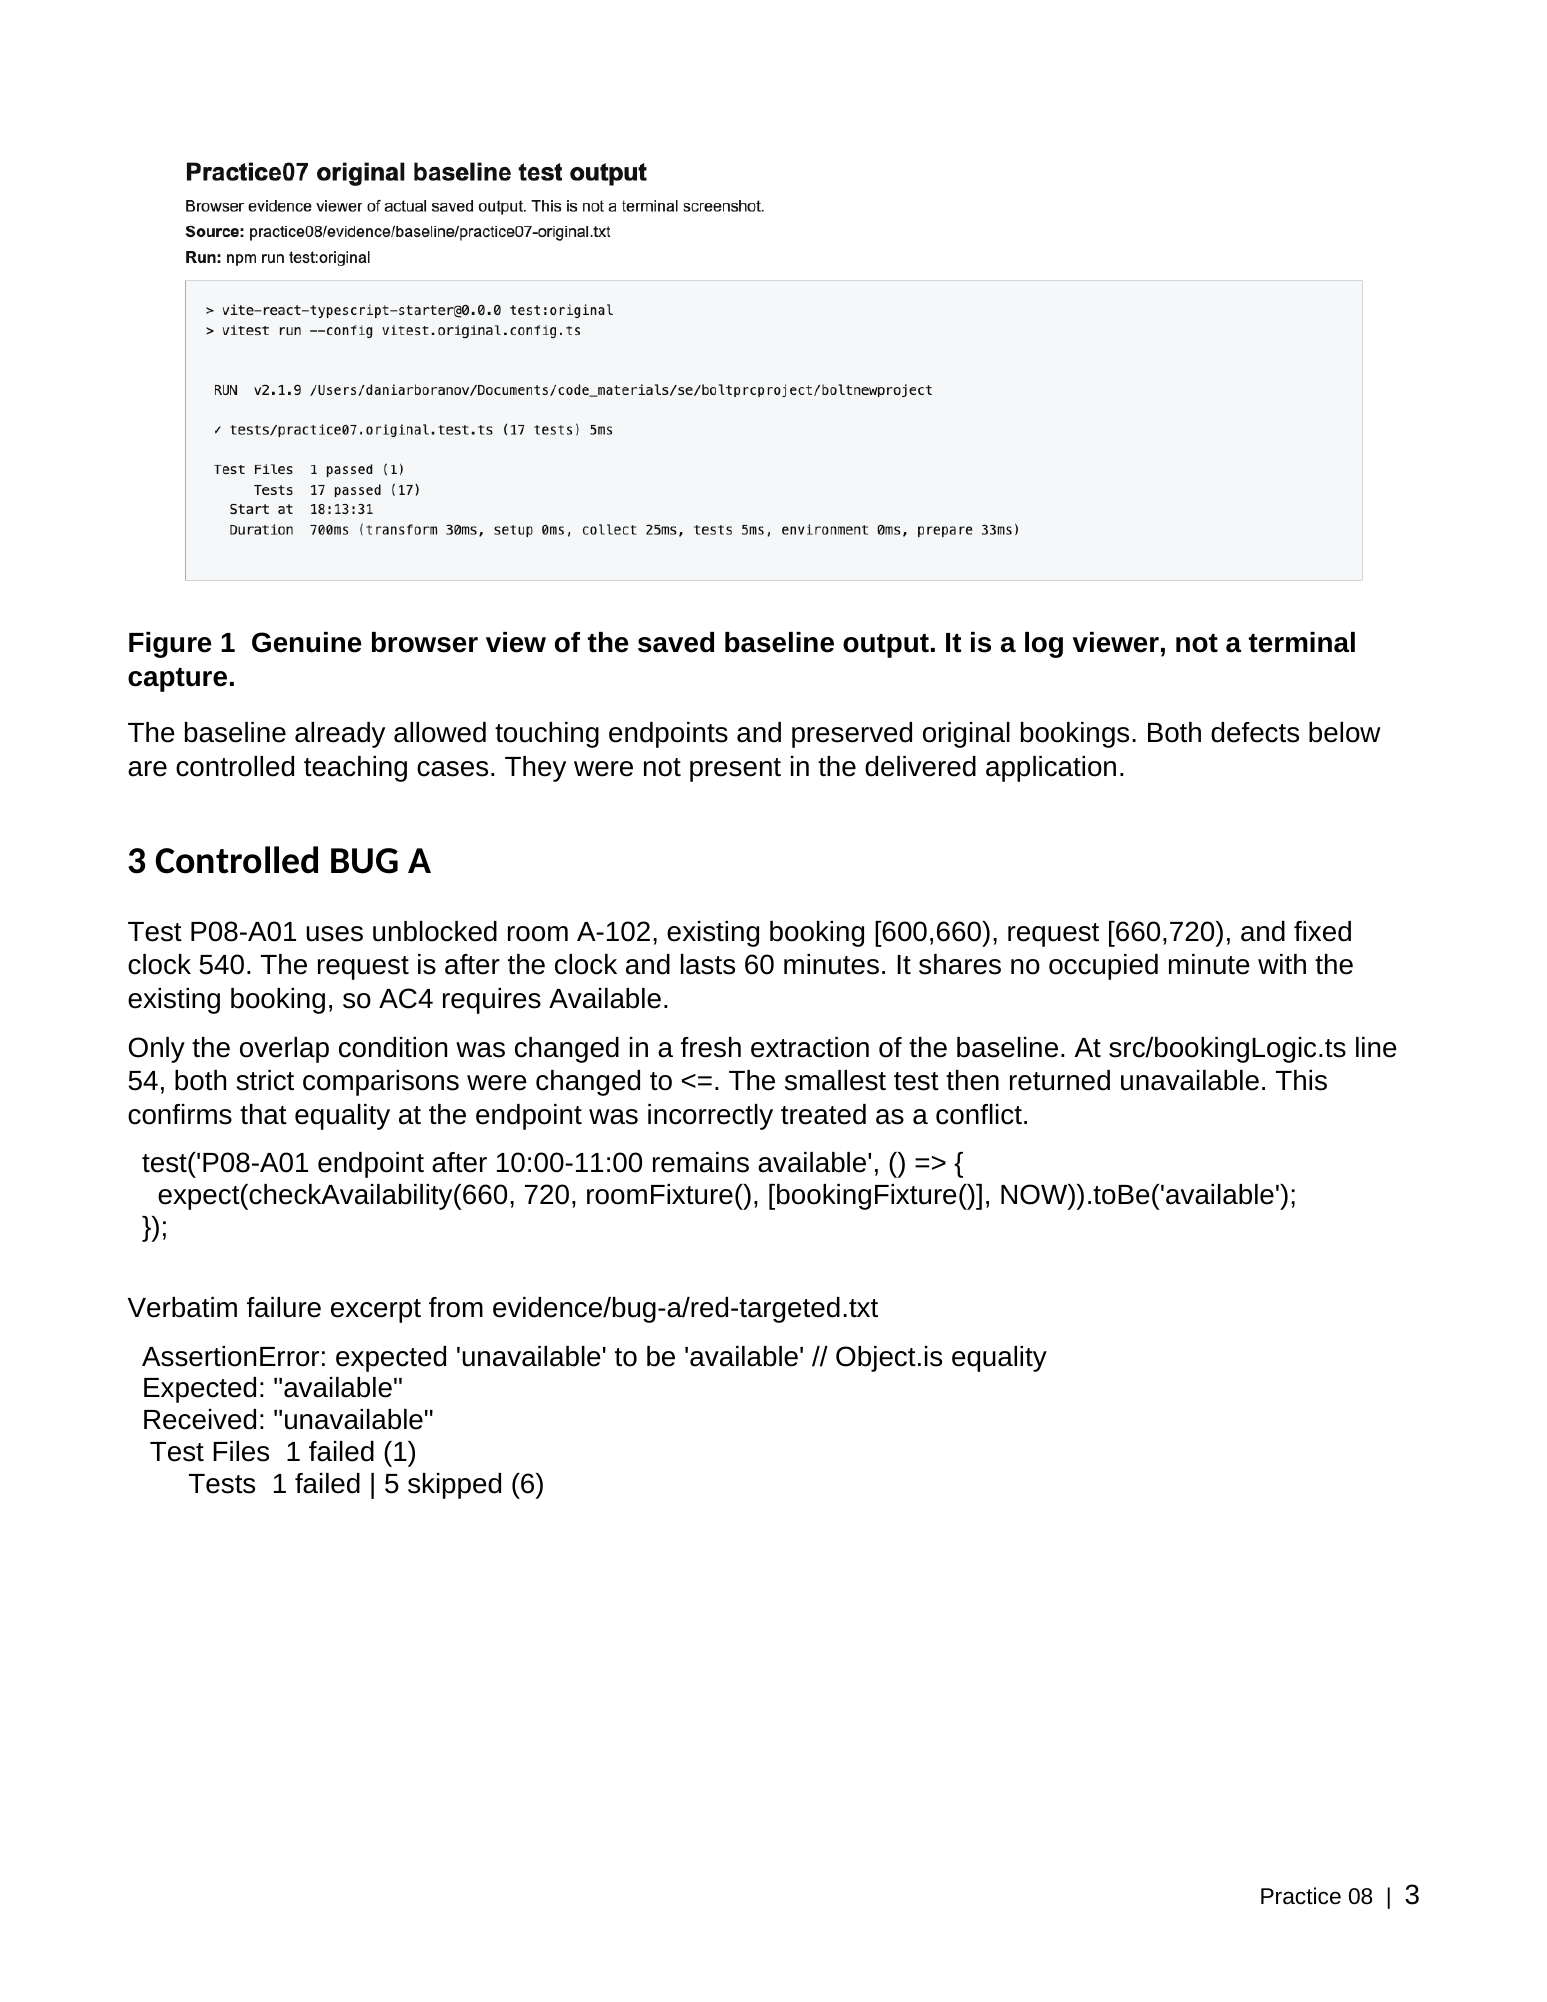 Practice07 original baseline test output
Browser evidence viewer of actual saved output. This is not a terminal screenshot.
Source: practice08/evidence/baseline/practice07-original.txt
Run: npm run test:original
> vite-react-typescript-starter@0.0.0 test:original
> vitest run --config vitest.original.config.ts
RUN  v2.1.9 /Users/daniarboranov/Documents/code_materials/se/boltprcproject/boltnewproject
✓ tests/practice07.original.test.ts (17 tests) 5ms
Test Files  1 passed (1)
Tests  17 passed (17)
Start at  18:13:31
Duration  700ms (transform 30ms, setup 0ms, collect 25ms, tests 5ms, environment 0ms, prepare 33ms)
Figure 1  Genuine browser view of the saved baseline output. It is a log viewer, not a terminal
capture.
The baseline already allowed touching endpoints and preserved original bookings. Both defects below
are controlled teaching cases. They were not present in the delivered application.
3 Controlled BUG A
Test P08-A01 uses unblocked room A-102, existing booking [600,660), request [660,720), and fixed
clock 540. The request is after the clock and lasts 60 minutes. It shares no occupied minute with the
existing booking, so AC4 requires Available.
Only the overlap condition was changed in a fresh extraction of the baseline. At src/bookingLogic.ts line
54, both strict comparisons were changed to <=. The smallest test then returned unavailable. This
confirms that equality at the endpoint was incorrectly treated as a conflict.
test('P08-A01 endpoint after 10:00-11:00 remains available', () => {
expect(checkAvailability(660, 720, roomFixture(), [bookingFixture()], NOW)).toBe('available');
});
Verbatim failure excerpt from evidence/bug-a/red-targeted.txt
AssertionError: expected 'unavailable' to be 'available' // Object.is equality
Expected: "available"
Received: "unavailable"
Test Files  1 failed (1)
Tests  1 failed | 5 skipped (6)
Practice 08  |  3